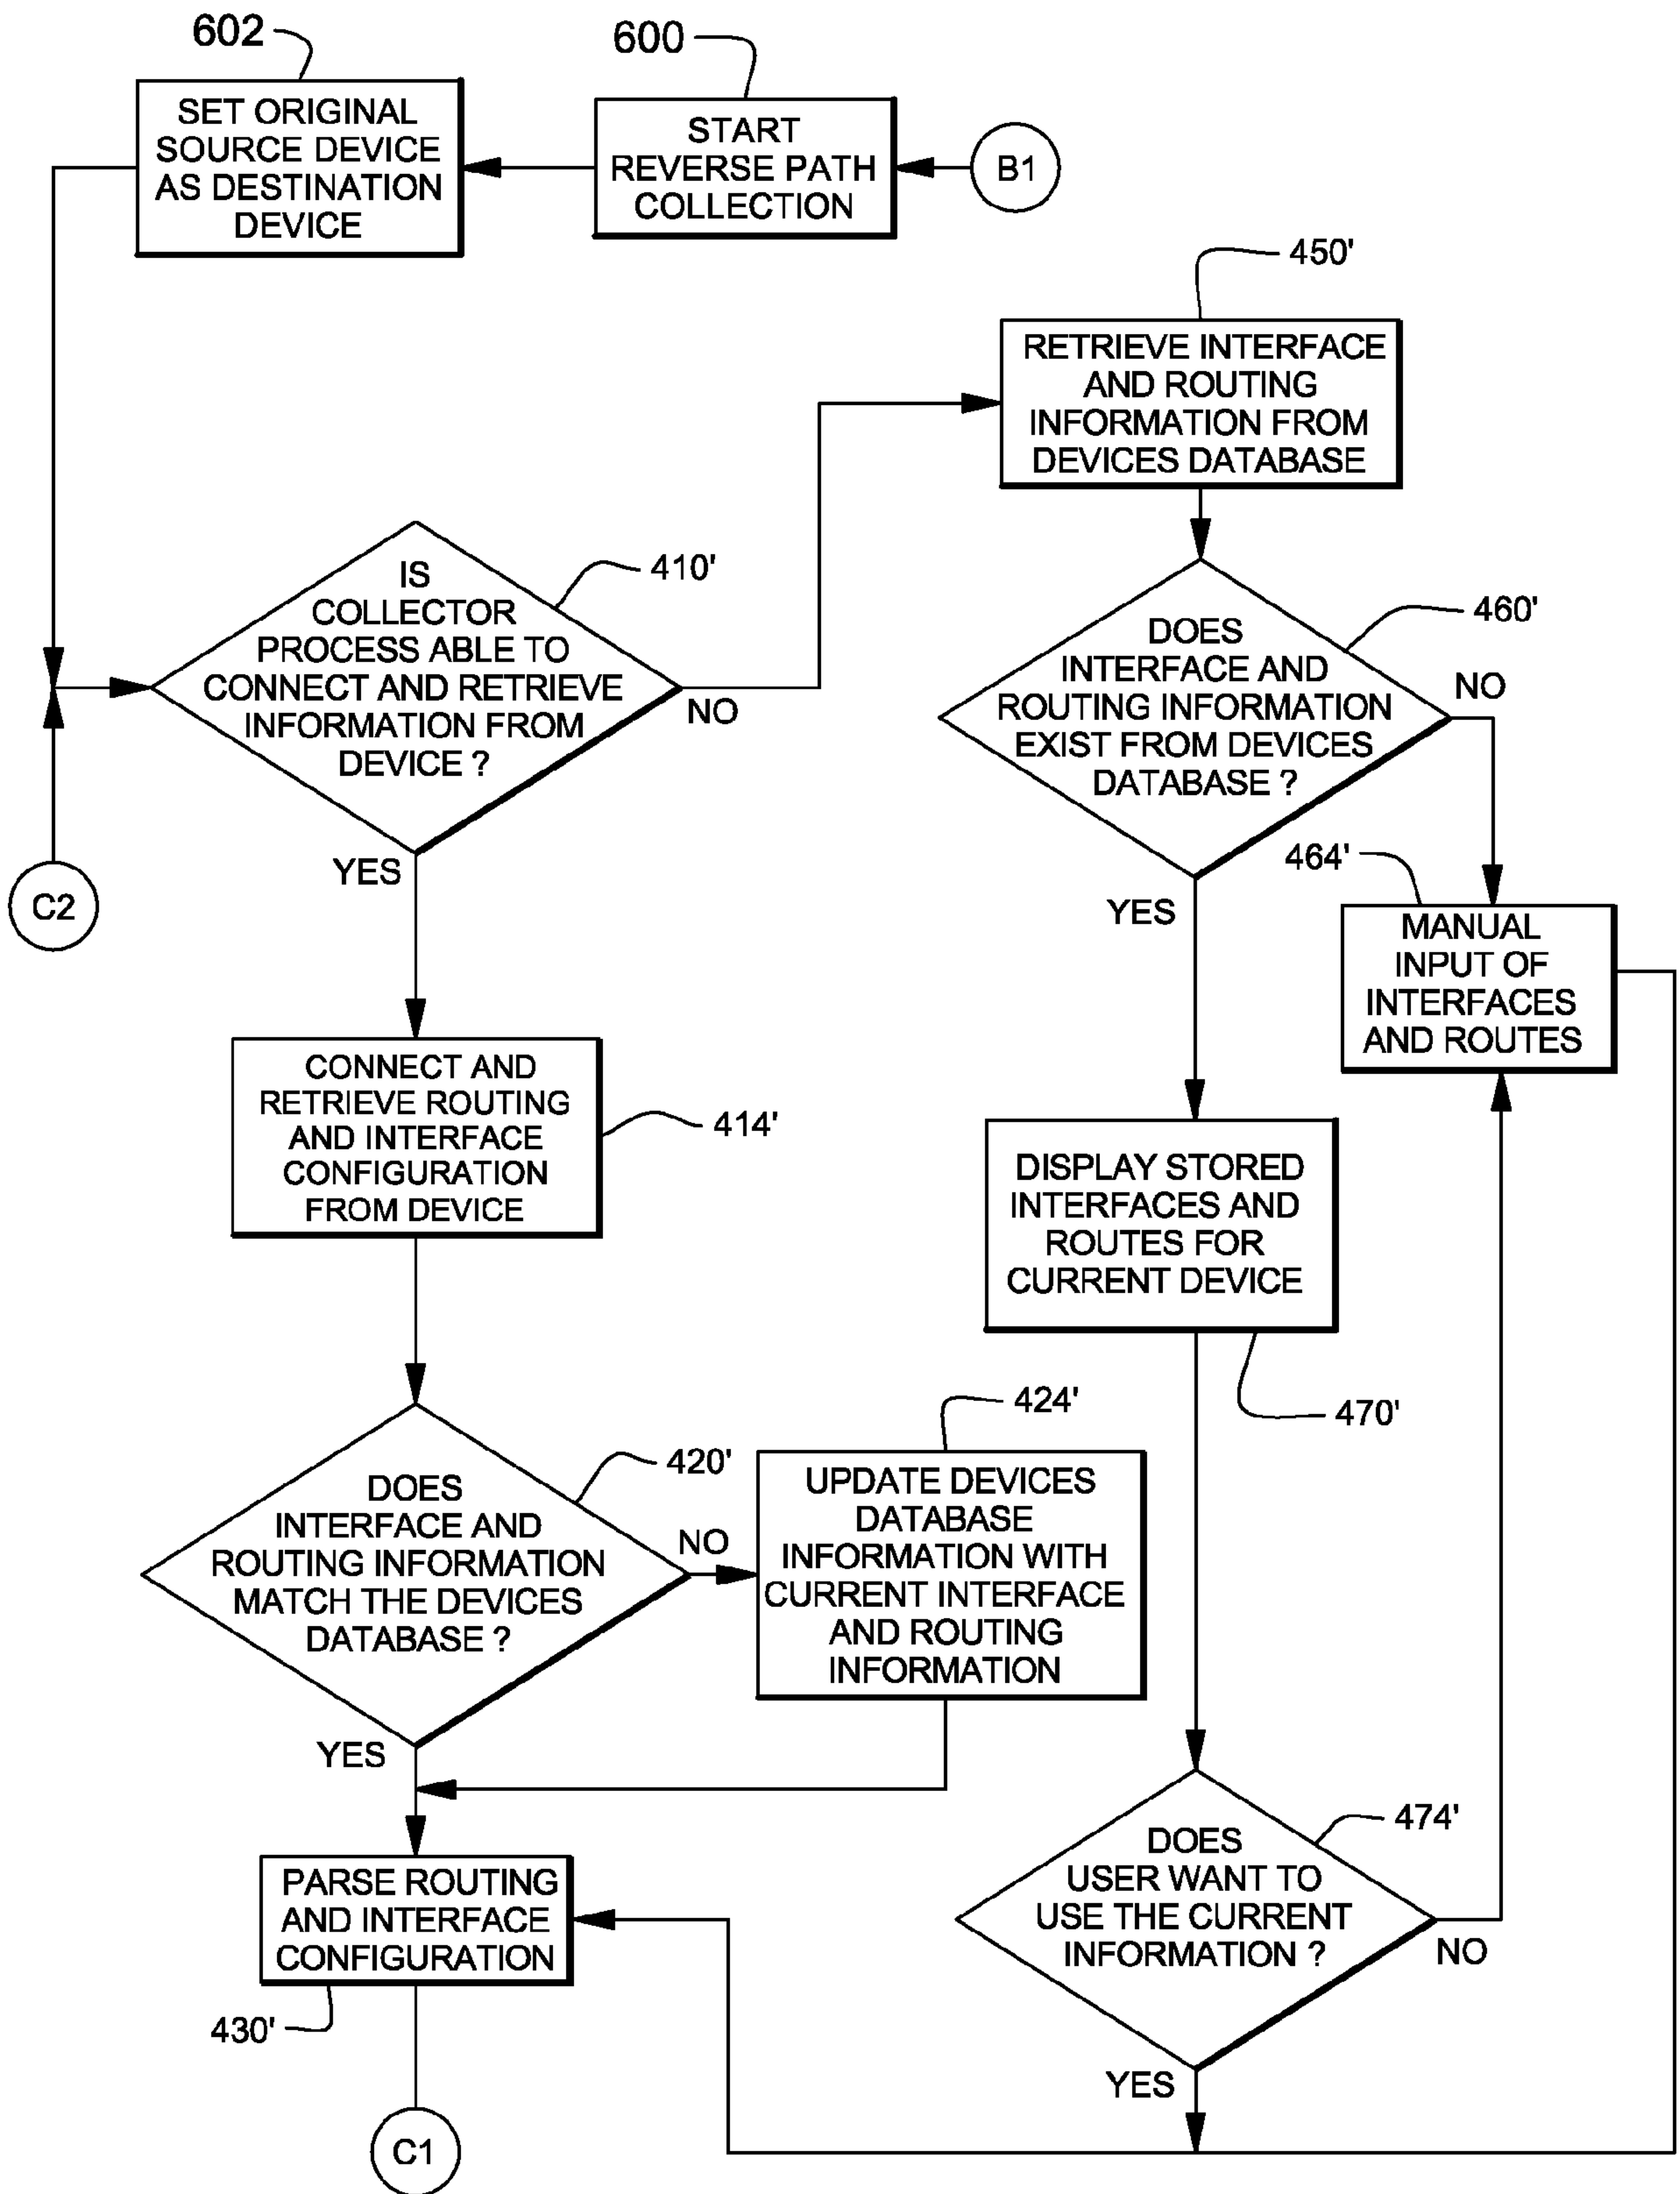 602
600
SET ORIGINAL
SOURCE DEVICE
AS DESTINATION
DEVICE
START
REVERSE PATH
COLLECTION
B1
450'
RETRIEVE INTERFACE
AND ROUTING
INFORMATION FROM
DEVICES DATABASE
IS
COLLECTOR
PROCESS ABLE TO
CONNECT AND RETRIEVE
INFORMATION FROM
DEVICE ?
410'
NO
YES
C2
DOES
INTERFACE AND
ROUTING INFORMATION
EXIST FROM DEVICES
DATABASE ?
460'
NO
YES
464'
MANUAL
INPUT OF
INTERFACES
AND ROUTES
CONNECT AND
RETRIEVE ROUTING
AND INTERFACE
CONFIGURATION
FROM DEVICE
414'
DISPLAY STORED
INTERFACES AND
ROUTES FOR
CURRENT DEVICE
470'
DOES
INTERFACE AND
ROUTING INFORMATION
MATCH THE DEVICES
DATABASE ?
420'
NO
YES
424'
UPDATE DEVICES
DATABASE
INFORMATION WITH
CURRENT INTERFACE
AND ROUTING
INFORMATION
DOES
USER WANT TO
USE THE CURRENT
INFORMATION ?
474'
NO
YES
PARSE ROUTING
AND INTERFACE
CONFIGURATION
430'
C1